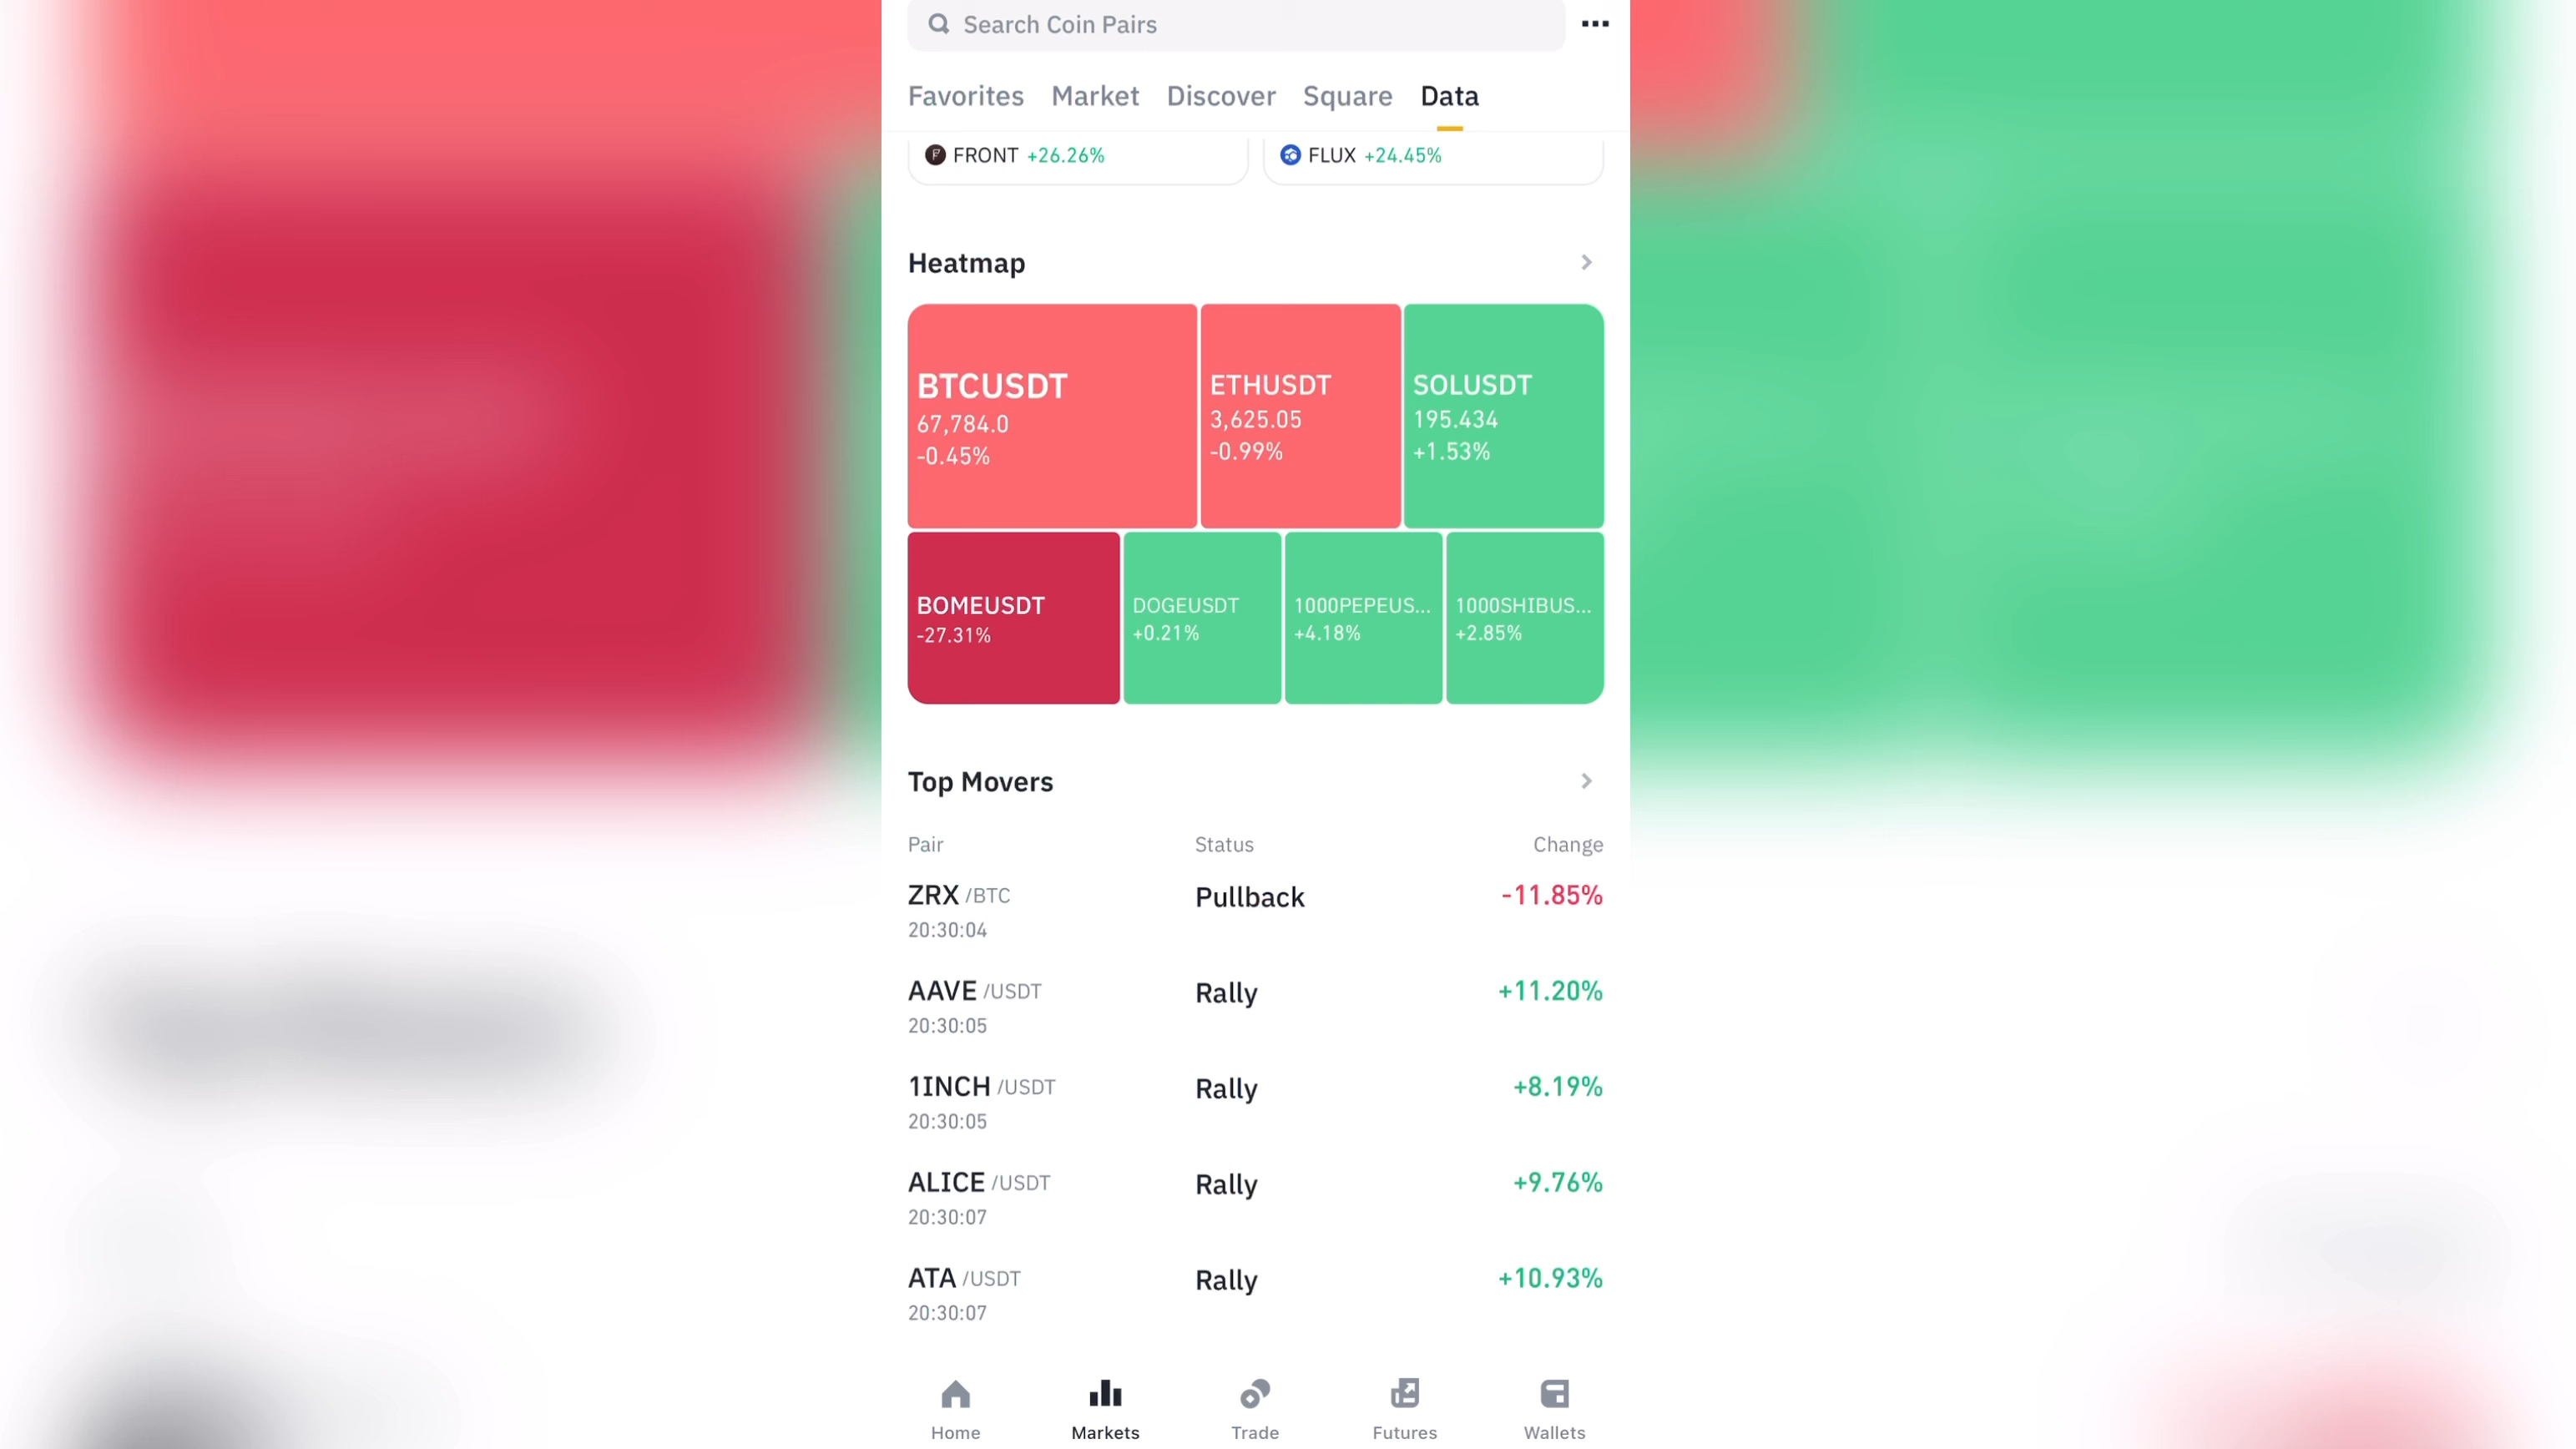 Search Coin Pairs
Favorites Market Discover Square Data
FRONT +26.26% FLUX +24.45%
Heatmap
BTCUSDT
67,784.0
-0.45%
ETHUSDT
3,625.05
-0.99%
SOLUSDT
195.434
+1.53%
BOMEUSDT
-27.31%
DOGEUSDT
+0.21%
1000PEPEUS...
+4.18%
1000SHIBUS...
+2.85%
Top Movers
Pair Status Change
ZRX /BTC Pullback -11.85%
20:30:04
AAVE /USDT Rally +11.20%
20:30:05
1INCH /USDT Rally +8.19%
20:30:05
ALICE /USDT Rally +9.76%
20:30:07
ATA /USDT Rally +10.93%
20:30:07
Home Markets Trade Futures Wallets